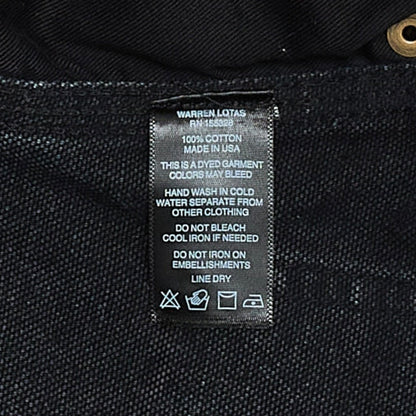 WARREN LOTAS
RN 155328
100% COTTON
MADE IN USA
THIS IS A DYED GARMENT
COLORS MAY BLEED
HAND WASH IN COLD
WATER SEPARATE FROM
OTHER CLOTHING
DO NOT BLEACH
COOL IRON IF NEEDED
DO NOT IRON ON
EMBELLISHMENTS
LINE DRY